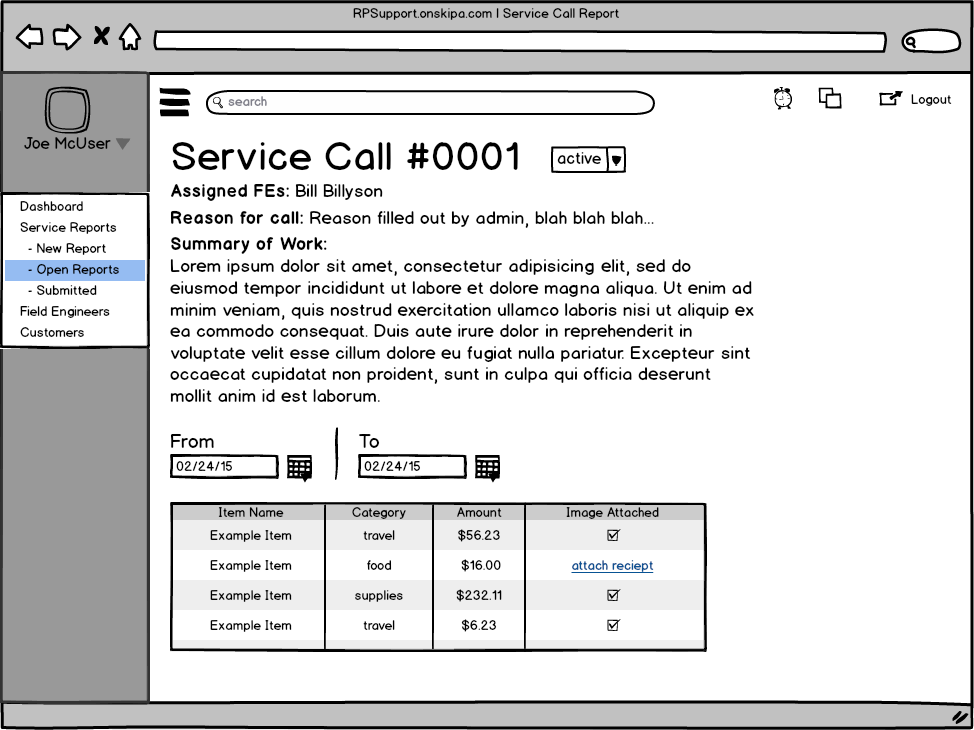 RPSupport.onskipa.com | Service Call Report
search
Logout
Joe McUser
Dashboard
Service Reports
- New Report
- Open Reports
- Submitted
Field Engineers
Customers
Service Call #0001 active
Assigned FEs: Bill Billyson
Reason for call: Reason filled out by admin, blah blah blah...
Summary of Work:
Lorem ipsum dolor sit amet, consectetur adipisicing elit, sed do
eiusmod tempor incididunt ut labore et dolore magna aliqua. Ut enim ad
minim veniam, quis nostrud exercitation ullamco laboris nisi ut aliquip ex
ea commodo consequat. Duis aute irure dolor in reprehenderit in
voluptate velit esse cillum dolore eu fugiat nulla pariatur. Excepteur sint
occaecat cupidatat non proident, sunt in culpa qui officia deserunt
mollit anim id est laborum.
From To
02/24/15 02/24/15
Item Name Category Amount Image Attached
Example Item travel $56.23
Example Item food $16.00 attach reciept
Example Item supplies $232.11
Example Item travel $6.23